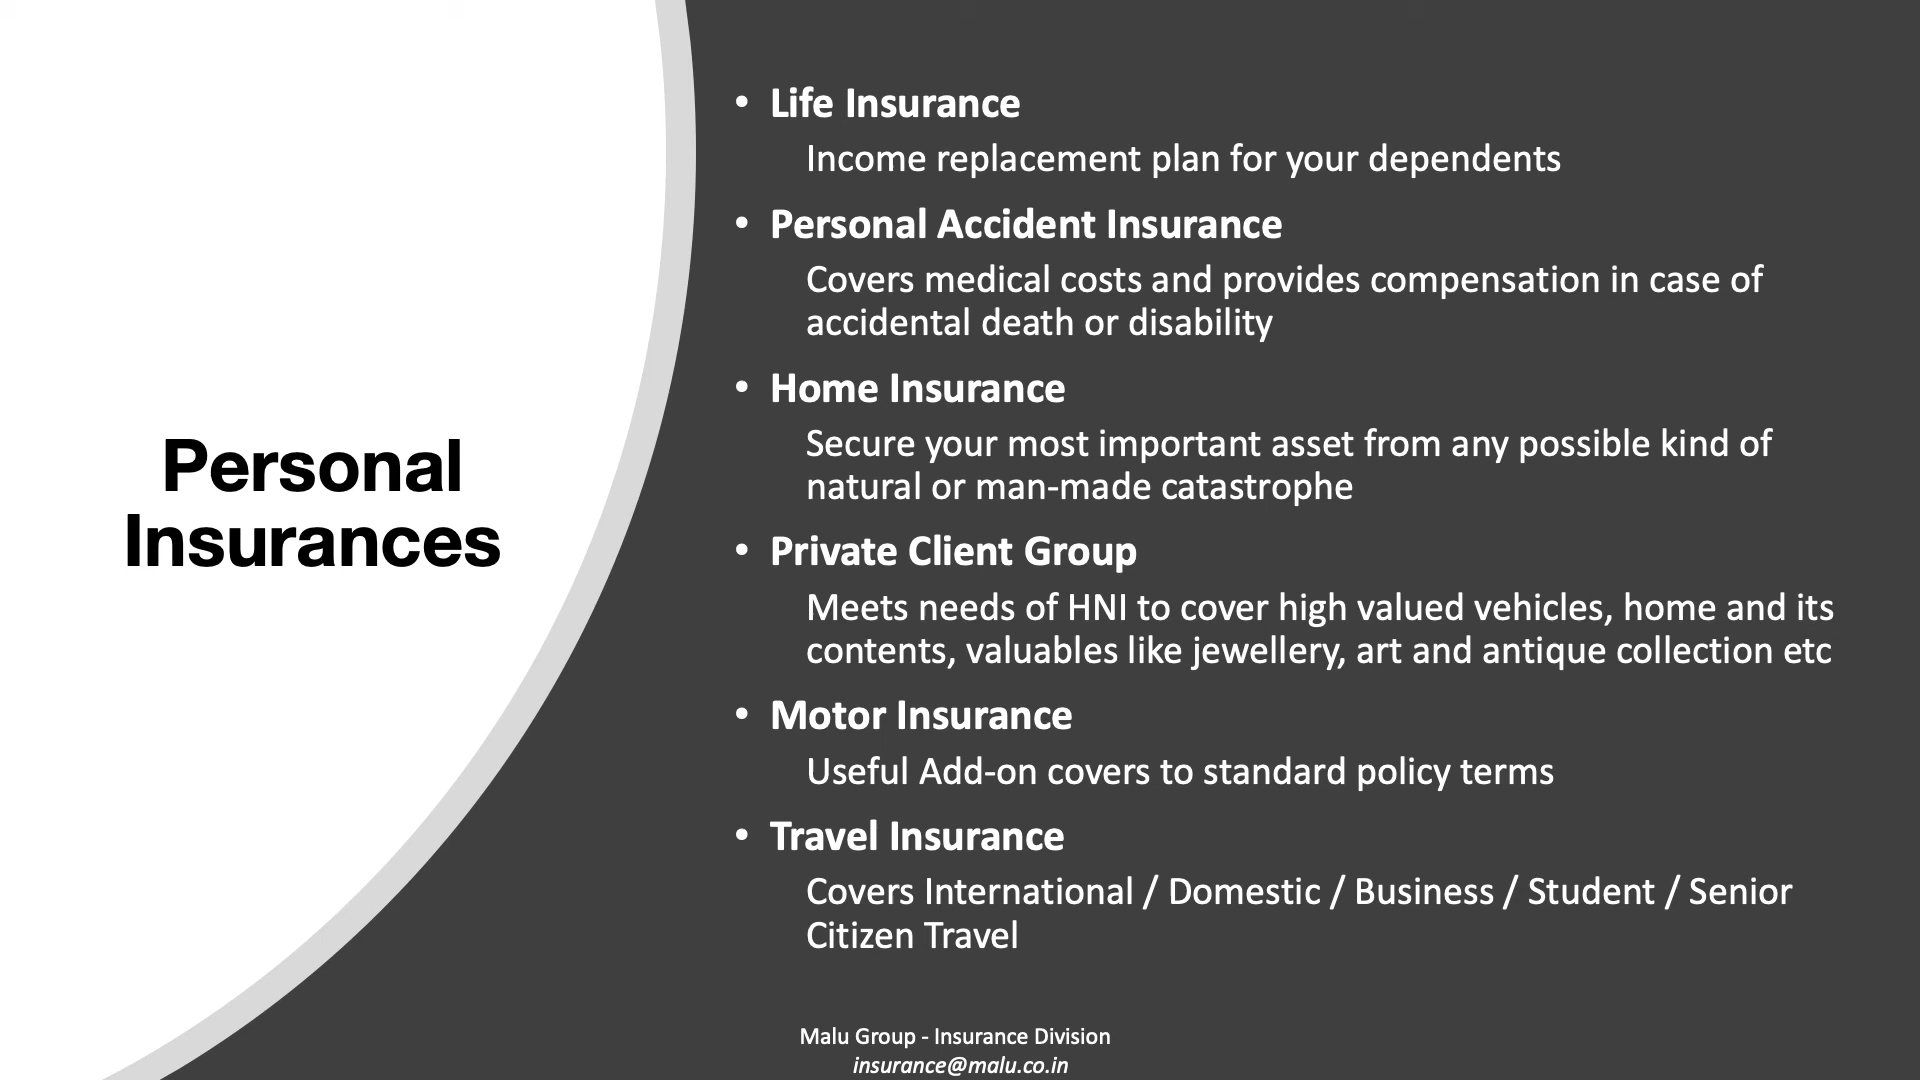 Personal
Insurances
• Life Insurance
Income replacement plan for your dependents
• Personal Accident Insurance
Covers medical costs and provides compensation in case of
accidental death or disability
• Home Insurance
Secure your most important asset from any possible kind of
natural or man-made catastrophe
• Private Client Group
Meets needs of HNI to cover high valued vehicles, home and its
contents, valuables like jewellery, art and antique collection etc
• Motor Insurance
Useful Add-on covers to standard policy terms
• Travel Insurance
Covers International / Domestic / Business / Student / Senior
Citizen Travel
Malu Group - Insurance Division
insurance@malu.co.in